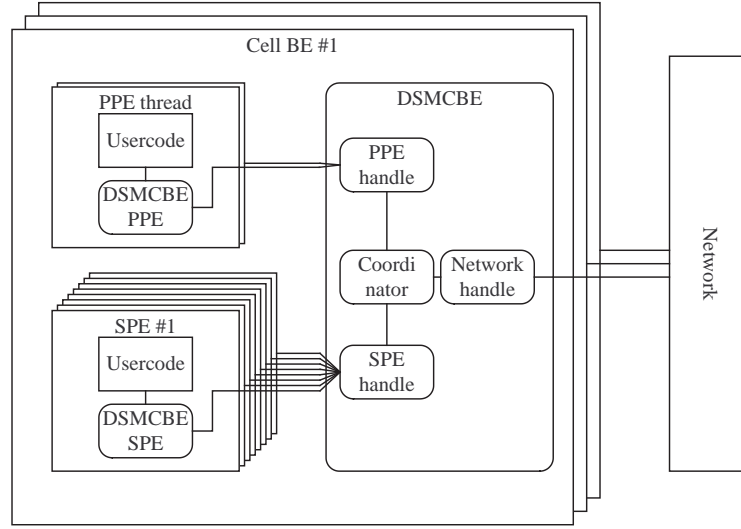 Cell BE #1
PPE thread
Usercode
DSMCBE
PPE
SPE #1
Usercode
DSMCBE
SPE
DSMCBE
PPE
handle
Coordi
nator
Network
handle
SPE
handle
Network